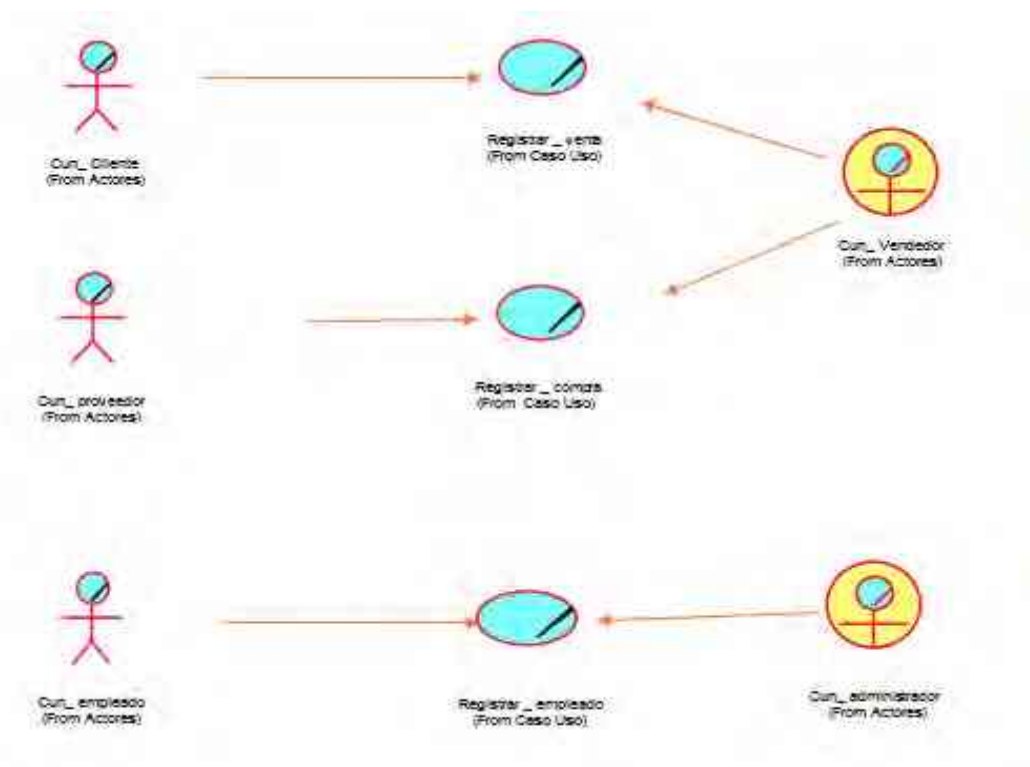 Cun_ Cliente
(From Actores)
Registrar _ venta
(From Caso Uso)
Cun_ Vendedor
(From Actores)
Cun_ proveedor
(From Actores)
Registrar _ compra
(From Caso Uso)
Cun_ empleado
(From Actores)
Registrar _ empleado
(From Caso Uso)
Cun_ administrador
(From Actores)